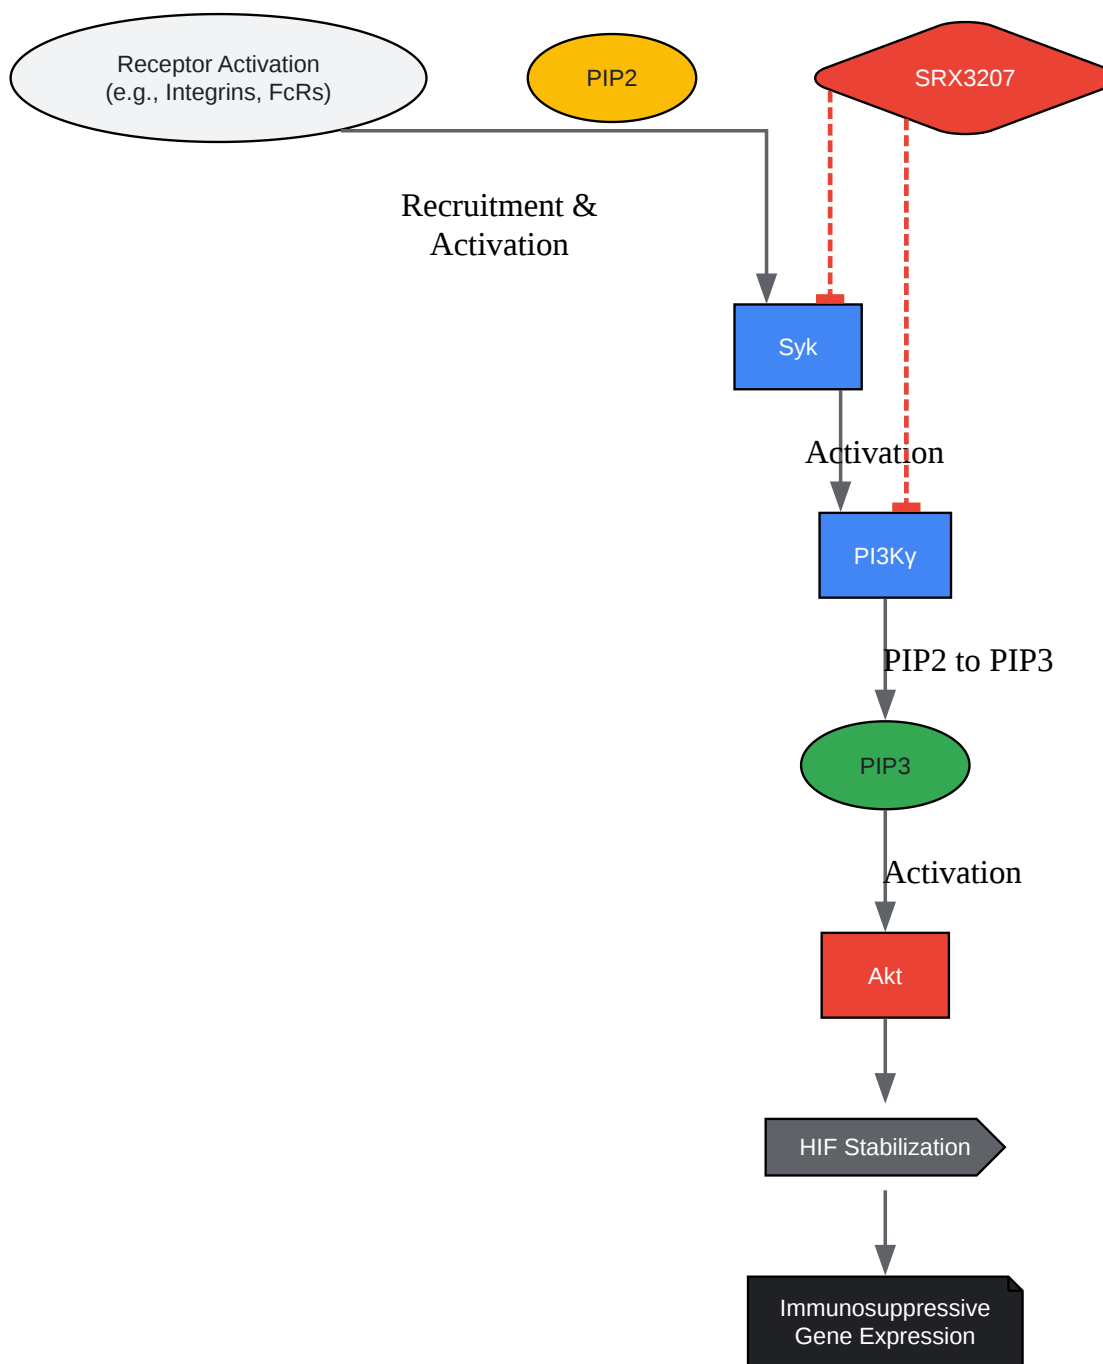 Receptor Activation
(e.g., Integrins, FcRs)
PIP2
SRX3207
Recruitment &
Activation
Syk
Activation
PI3Kγ
PIP2 to PIP3
PIP3
Activation
Akt
HIF Stabilization
Immunosuppressive
Gene Expression